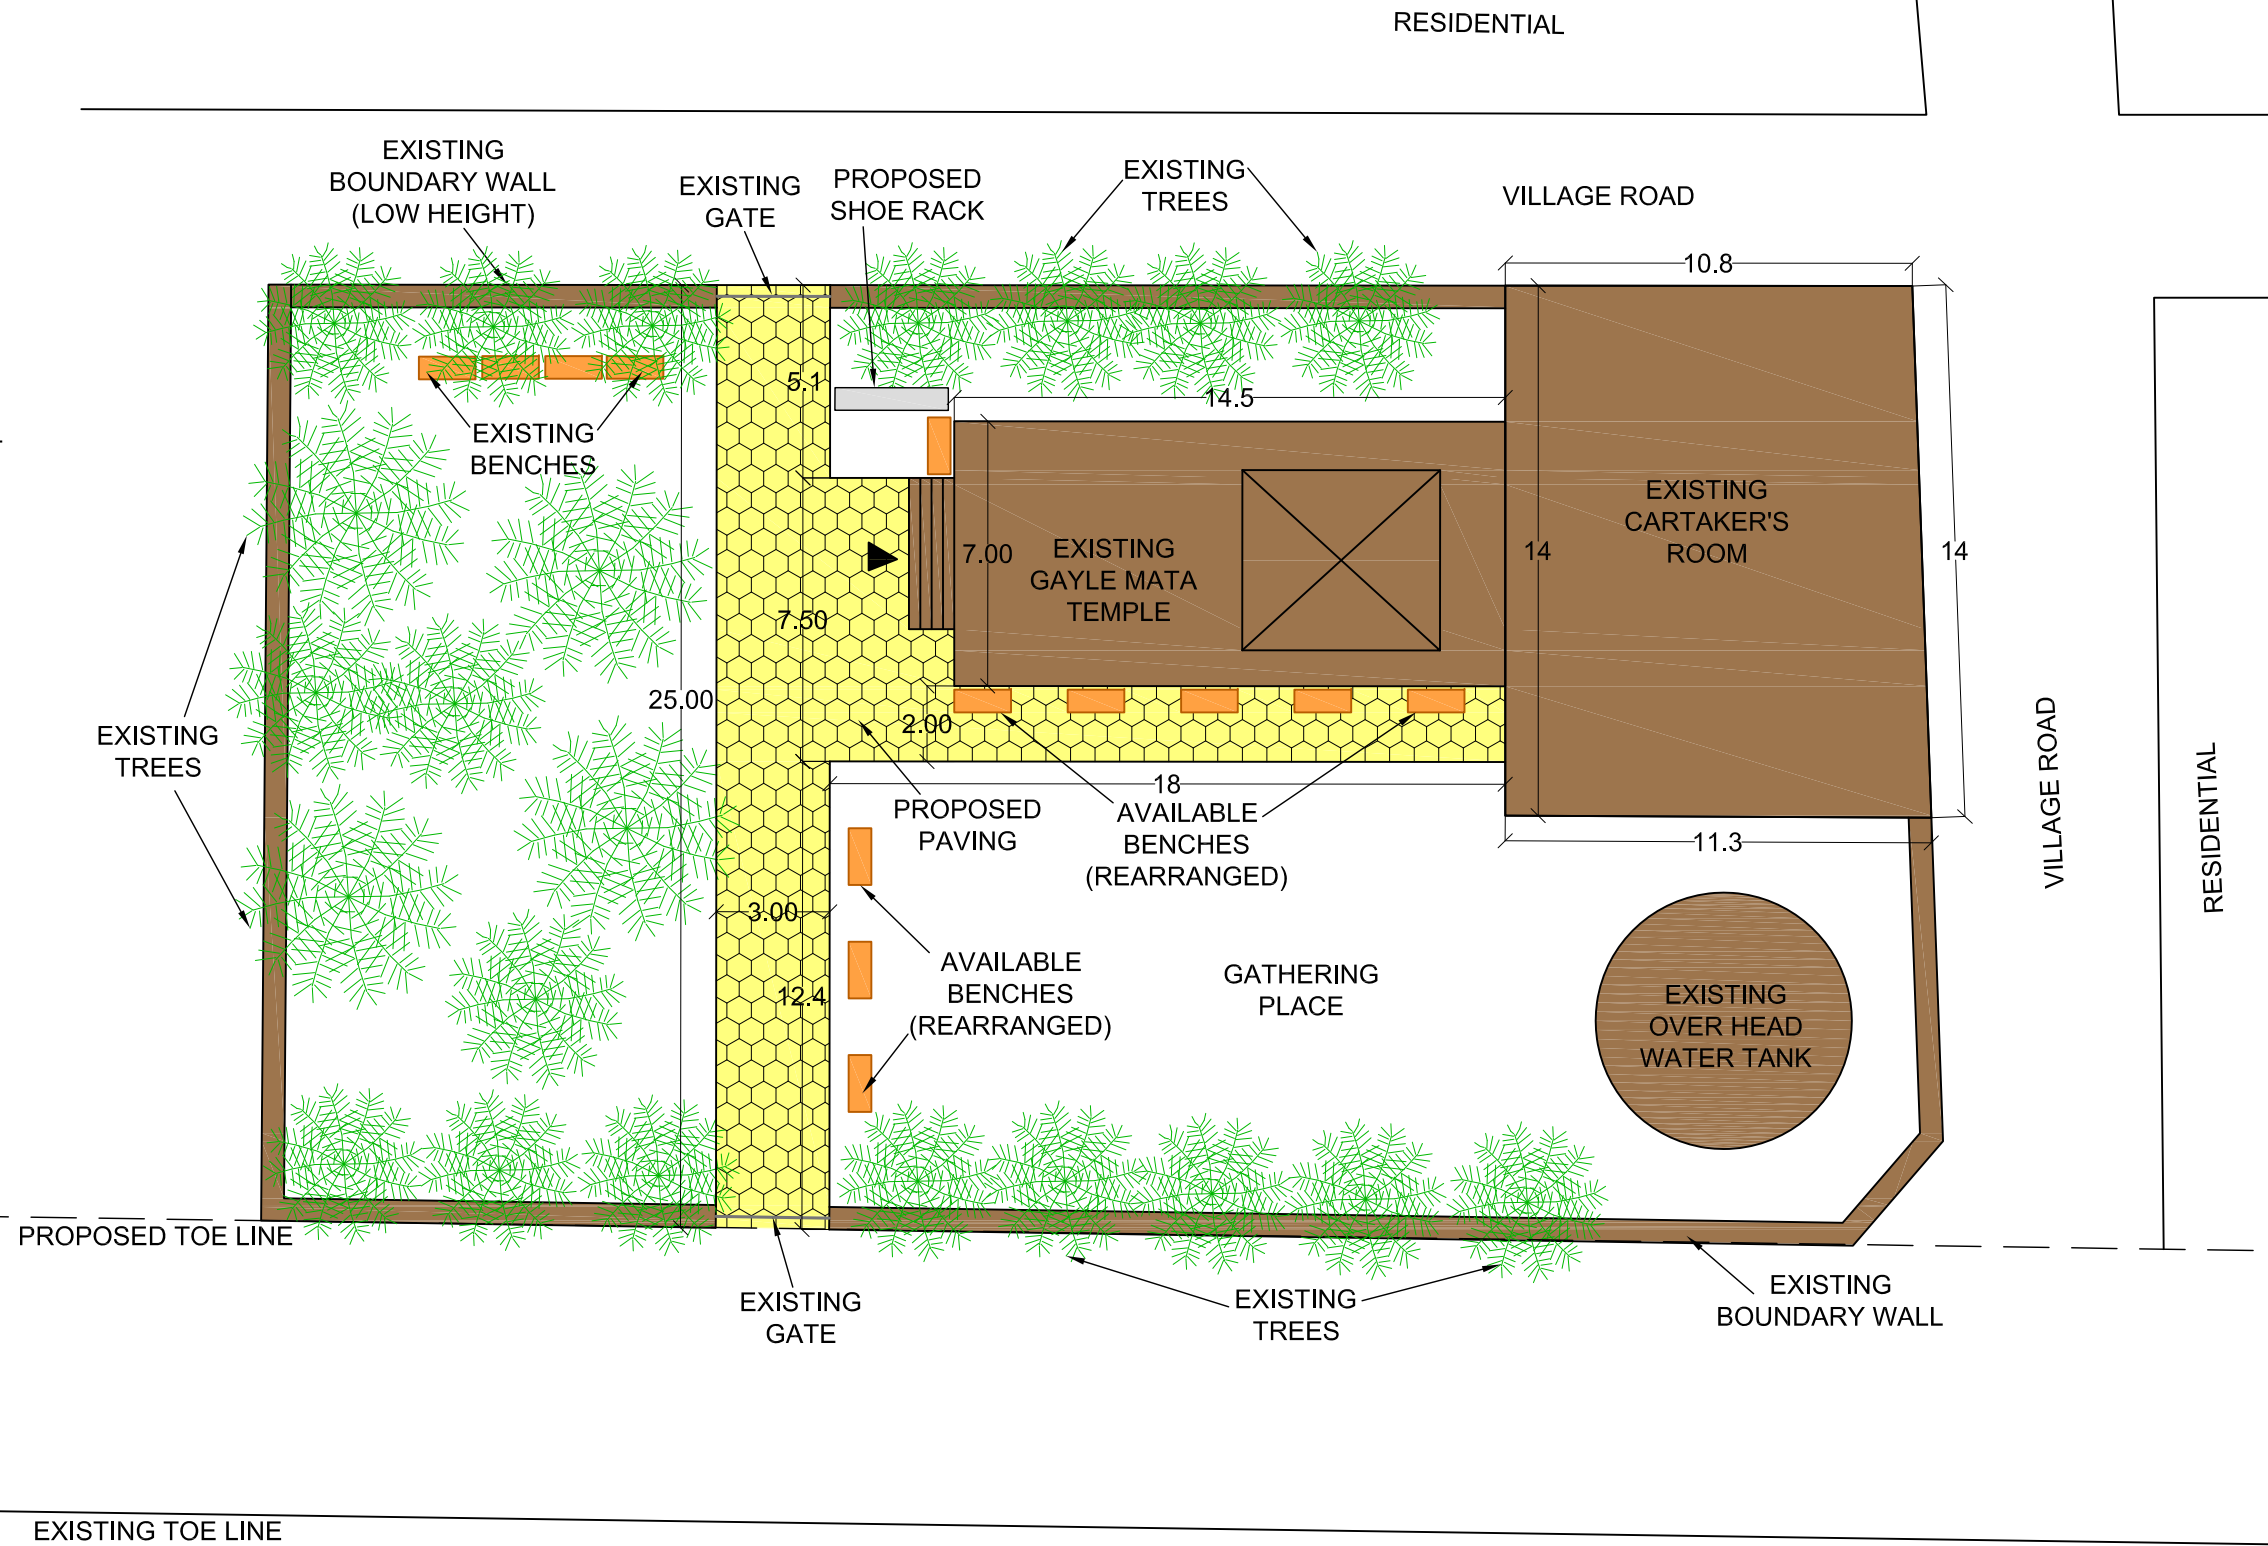 RESIDENTIAL
EXISTING
BOUNDARY WALL
(LOW HEIGHT)
EXISTING
GATE
PROPOSED
SHOE RACK
EXISTING
TREES
VILLAGE ROAD
10.8
5.1
14.5
EXISTING
BENCHES
EXISTING
CARTAKER'S
ROOM
7.00
EXISTING
GAYLE MATA
TEMPLE
14
14
7.50
25.00
2.00
EXISTING
TREES
VILLAGE ROAD
RESIDENTIAL
18
PROPOSED
PAVING
AVAILABLE
BENCHES
(REARRANGED)
11.3
3.00
AVAILABLE
BENCHES
(REARRANGED)
12.4
GATHERING
PLACE
EXISTING
OVER HEAD
WATER TANK
PROPOSED TOE LINE
EXISTING
GATE
EXISTING
TREES
EXISTING
BOUNDARY WALL
EXISTING TOE LINE